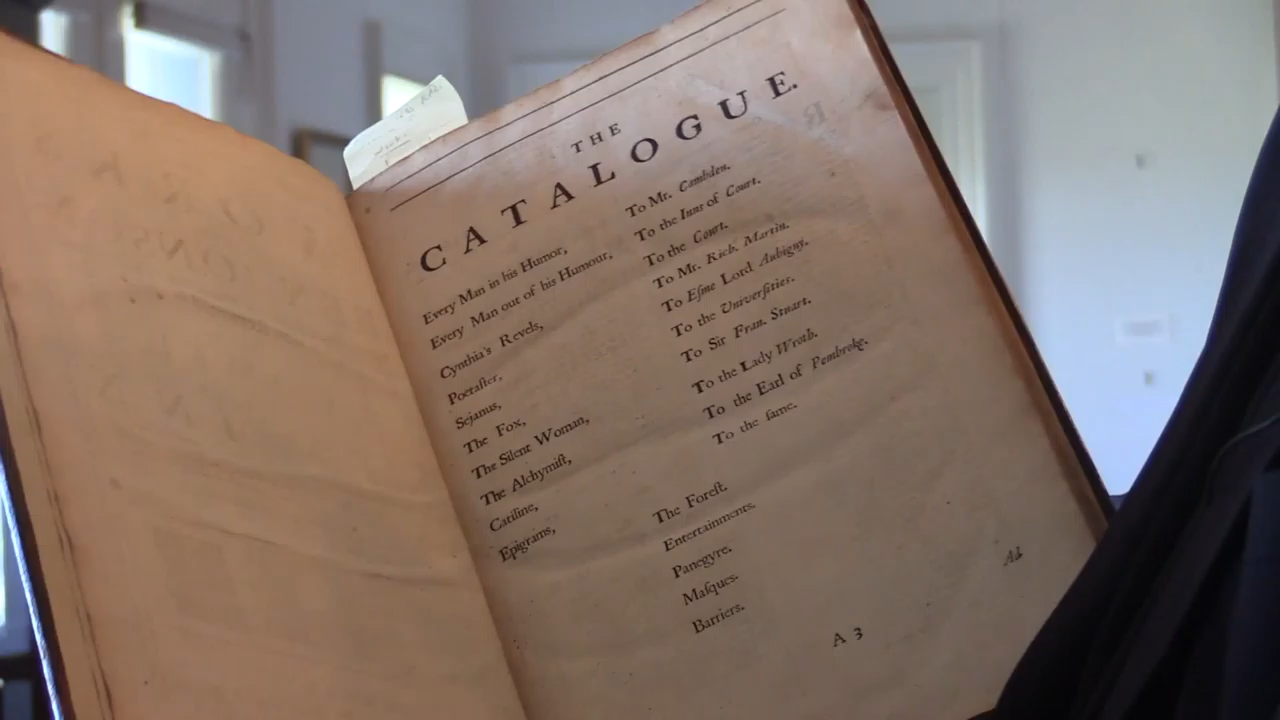 THE
CATALOGUE.
Every Man in his Humor, To Mr. Cambden.
Every Man out of his Humour, To the Inns of Court.
Cynthia's Revels, To the Court.
Poetaſter, To Mr. Rich. Martin.
Sejanus, To Eſme Lord Aubigny.
The Fox, To the Univerſities.
The Silent Woman, To Sir Fran. Stuart.
The Alchymiſt, To the Lady Wroth.
Catiline, To the Earl of Pembroke.
Epigrams, To the ſame.
The Foreſt.
Entertainments.
Panegyre.
Maſques.
Barriers.
A 3